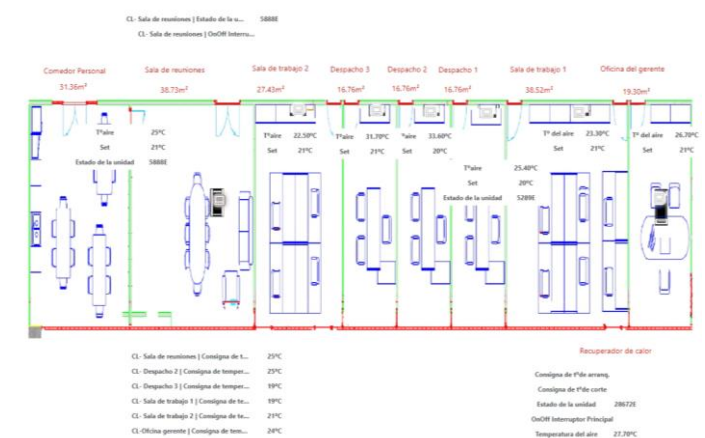 CL- Sala de reuniones | Estado de la u... 5888E
CL- Sala de reuniones | OnOff Interru...
Comedor Personal Sala de reuniones Sala de trabajo 2 Despacho 3 Despacho 2 Despacho 1 Sala de trabajo 1 Oficina del gerente
31.36m² 38.73m² 27.43m² 16.76m² 16.76m² 16.76m² 38.52m² 19.30m²
TªAire 25ºC
Set 21ºC
Estado de la unidad 5888E
Tªaire 22.50ºC
Set 21ºC
Tªaire 31.70ºC
Set 21ºC
ªaire 33.60ºC
Set 20ºC
Tªaire 25.40ºC
Set 20ºC
Estado de la unidad 5289E
Tª del aire 23.30ºC
Set 21ºC
Tª del aire 26.70ºC
Set 21ºC
CL- Sala de reuniones | Consigna de t... 25ºC
CL- Despacho 2 | Consigna de temper... 25ºC
CL- Despacho 3 | Consigna de temper... 19ºC
CL- Sala de trabajo 1 | Consigna de te... 19ºC
CL- Sala de trabajo 2 | Consigna de te... 21ºC
CL-Oficina gerente | Consigna de tem... 24ºC
Recuperador de calor
Consigna de tªde arranq.
Consigna de tªde corte
Estado de la unidad 28672E
OnOff Interruptor Principal
Temperatura del aire 27.70ºC